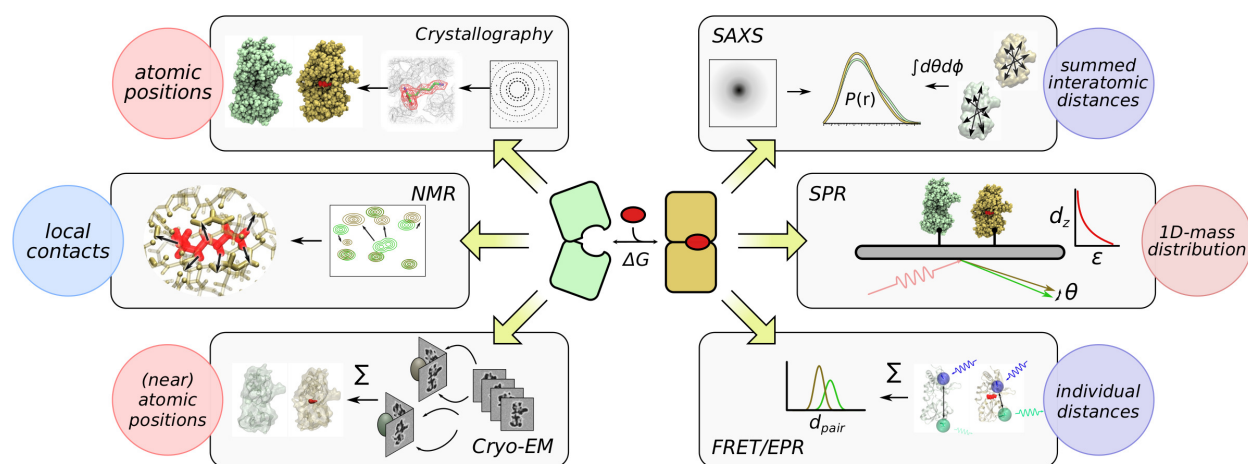 Crystallography
atomic
positions
SAXS
∫dθdϕ
P(r)
summed
interatomic
distances
NMR
local
contacts
ΔG
SPR
d_z
ε
θ
1D-mass
distribution
(near)
atomic
positions
Σ
Cryo-EM
Σ
d_pair
FRET/EPR
individual
distances